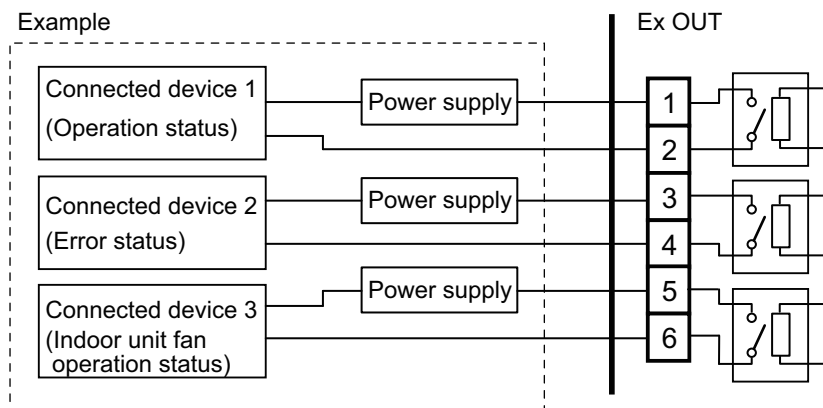 Example
Ex OUT
Connected device 1
(Operation status)
Power supply
1
2
Connected device 2
(Error status)
Power supply
3
4
Connected device 3
(Indoor unit fan
operation status)
Power supply
5
6